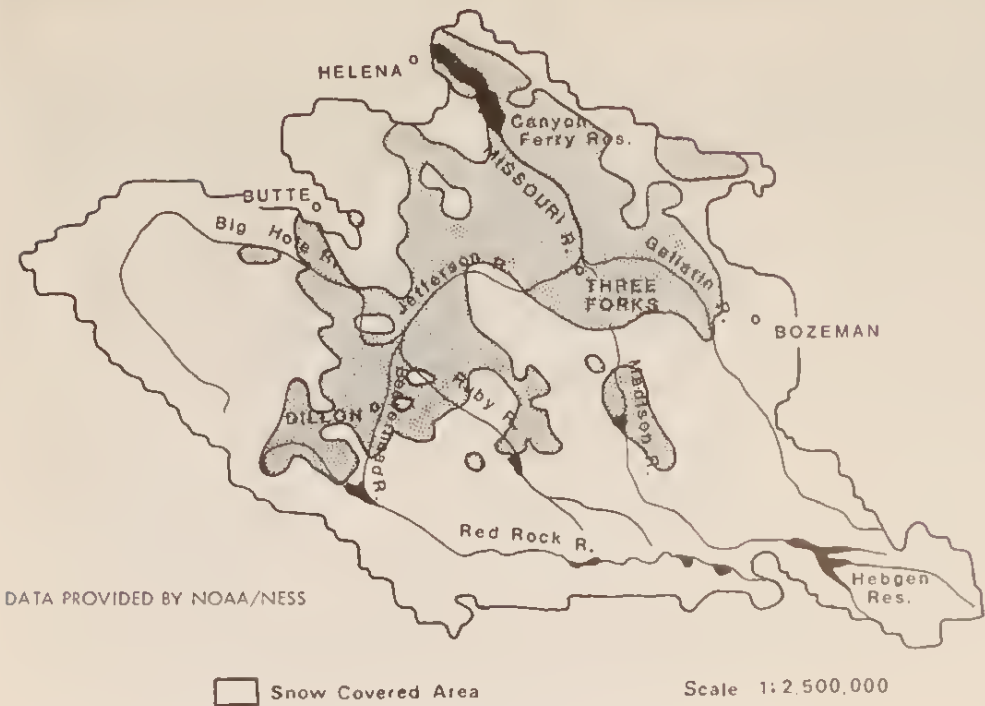 HELENA
Canyon
Ferry Res.
MISSOURI R.
BUTTE
Big Hole R.
Jefferson R.
Gallatin R.
THREE
FORKS
BOZEMAN
DILLON
Beaverhead R.
Ruby R.
Madison R.
Red Rock R.
Hebgen
Res.
DATA PROVIDED BY NOAA/NESS
Snow Covered Area
Scale 1:2,500,000